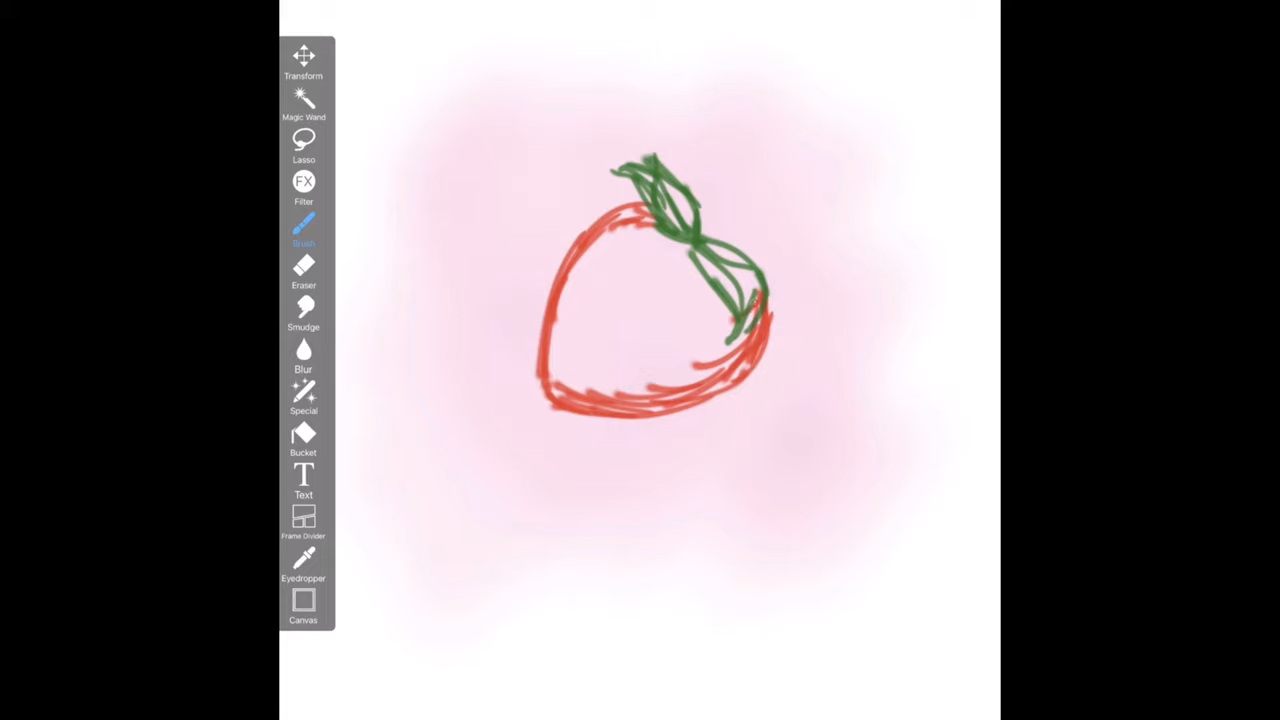 Transform
Magic Wand
Lasso
FX
Filter
Brush
Eraser
Smudge
Blur
Special
Bucket
T
Text
Frame Divider
Eyedropper
Canvas